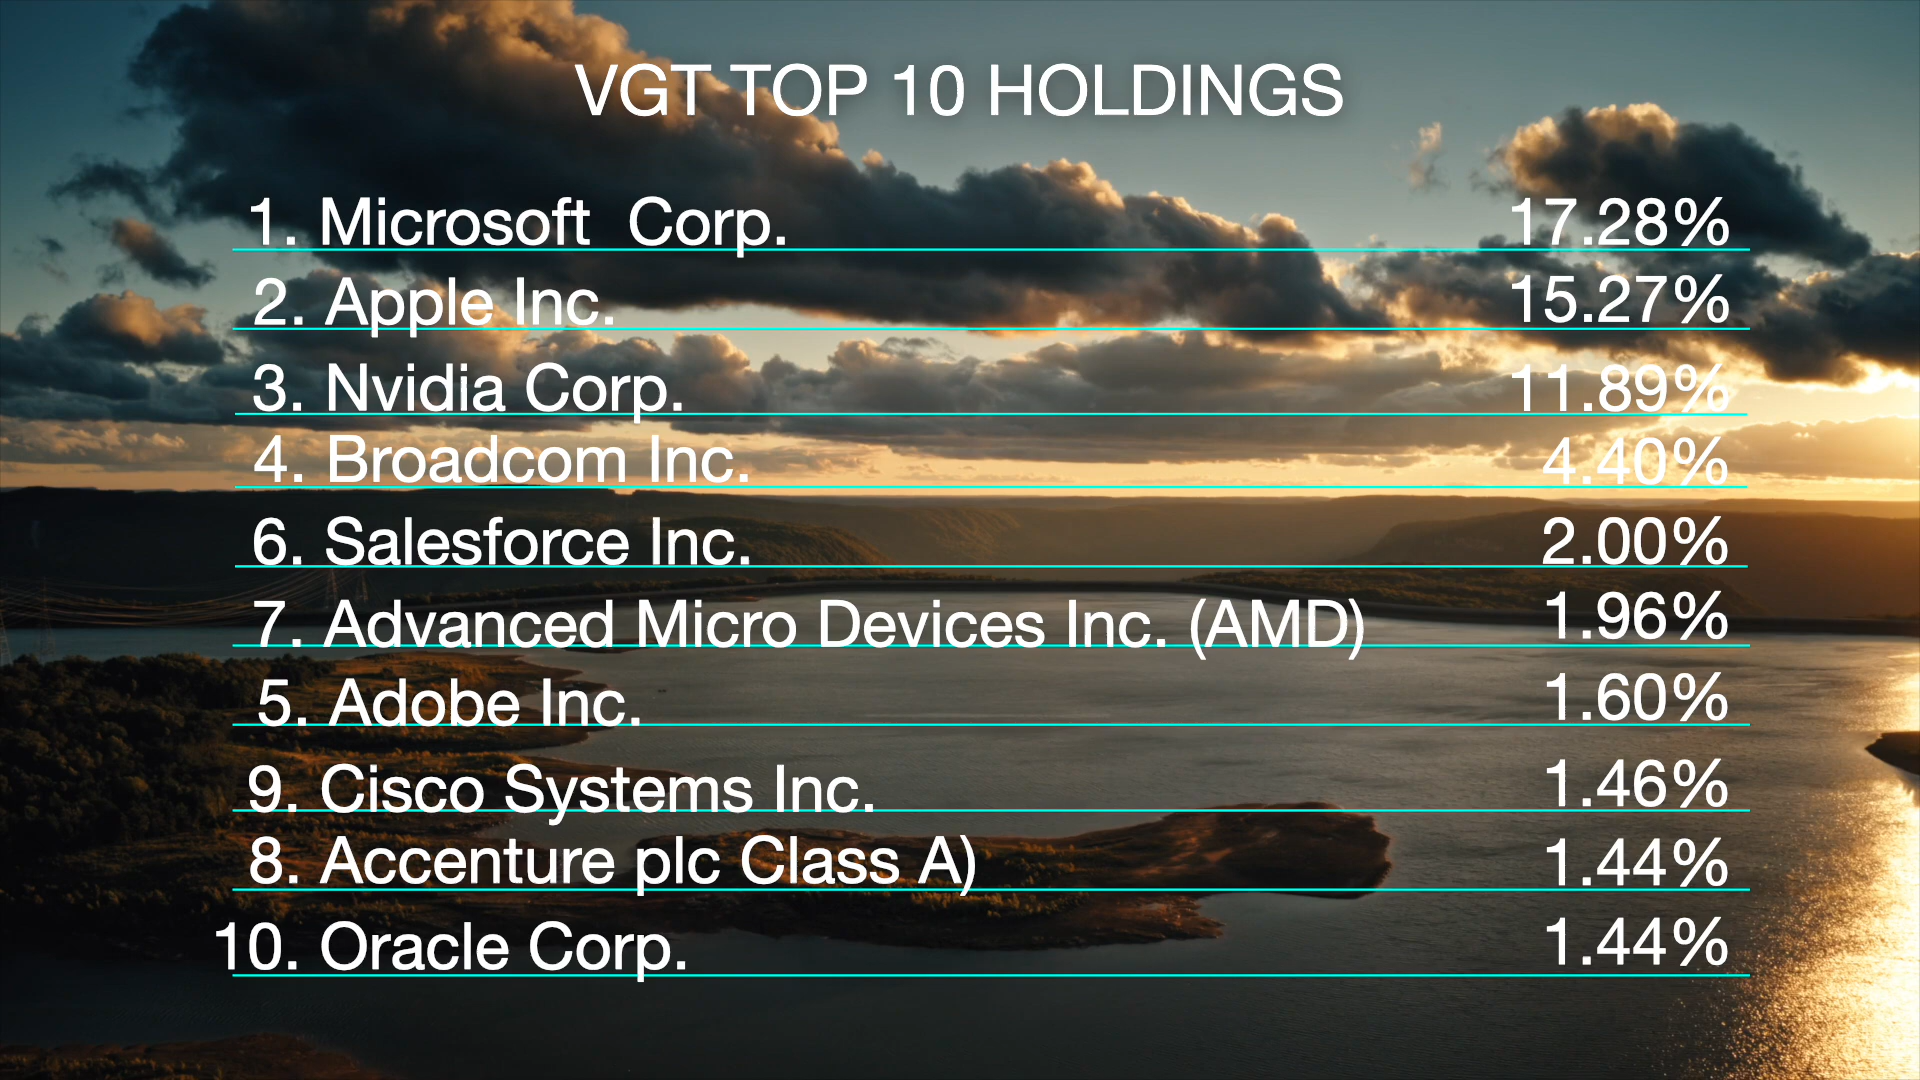 VGT TOP 10 HOLDINGS
1. Microsoft Corp. 17.28%
2. Apple Inc. 15.27%
3. Nvidia Corp. 11.89%
4. Broadcom Inc. 4.40%
6. Salesforce Inc. 2.00%
7. Advanced Micro Devices Inc. (AMD) 1.96%
5. Adobe Inc. 1.60%
9. Cisco Systems Inc. 1.46%
8. Accenture plc Class A) 1.44%
10. Oracle Corp. 1.44%